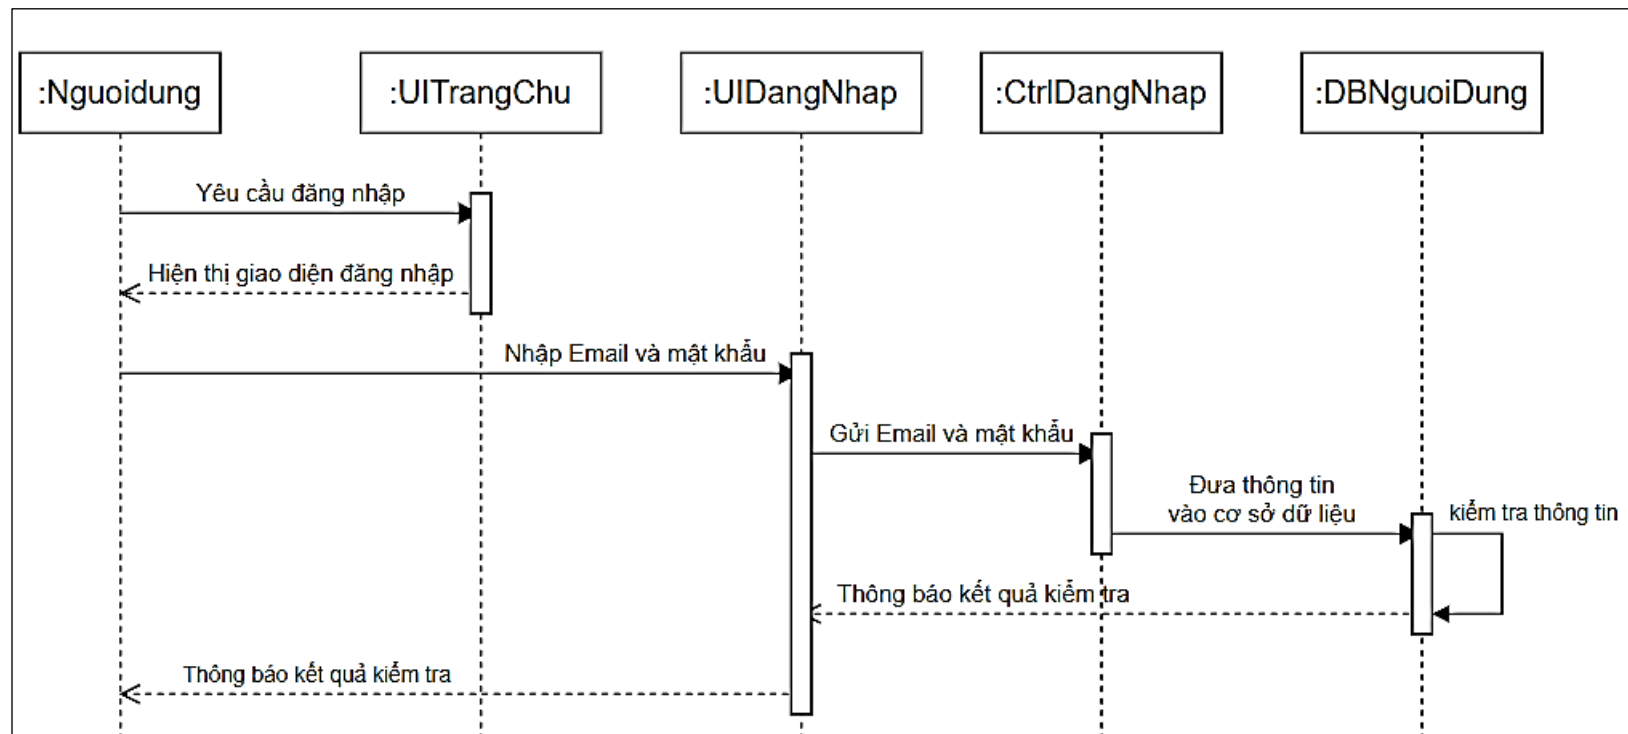 :Nguoidung
:UITrangChu
:UIDangNhap
:CtrlDangNhap
:DBNguoiDung
Yêu cầu đăng nhập
Hiện thị giao diện đăng nhập
Nhập Email và mật khẩu
Gửi Email và mật khẩu
Đưa thông tin
vào cơ sở dữ liệu
kiểm tra thông tin
Thông báo kết quả kiểm tra
Thông báo kết quả kiểm tra